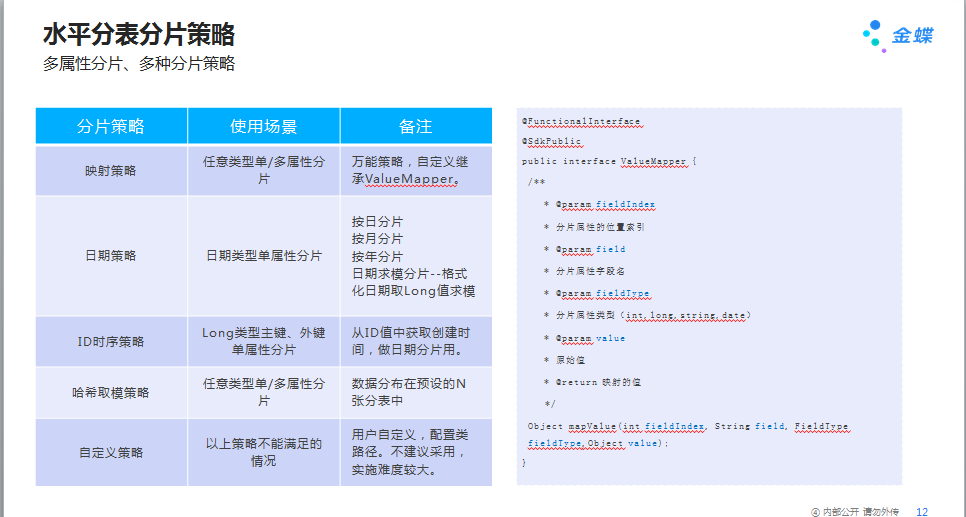 水平分表分片策略
多属性分片、多种分片策略
金蝶
分片策略 使用场景 备注
映射策略 任意类型单/多属性分
片 万能策略，自定义继
承ValueMapper。
日期策略 日期类型单属性分片 按日分片
按月分片
按年分片
日期求模分片--格式
化日期取Long值求模
ID时序策略 Long类型主键、外键
单属性分片 从ID值中获取创建时
间，做日期分片用。
哈希取模策略 任意类型单/多属性分
片 数据分布在预设的N
张分表中
自定义策略 以上策略不能满足的
情况 用户自定义，配置类
路径。不建议采用，
实施难度较大。
@FunctionalInterface
@SdkPublic
public interface ValueMapper {
/**
* @param fieldIndex
* 分片属性的位置索引
* @param field
* 分片属性字段名
* @param fieldType
* 分片属性类型（int,long,string,date）
* @param value
* 原始值
* @return 映射的值
*/
Object mapValue(int fieldIndex, String field, FieldType
fieldType,Object value);
}
④ 内部公开 请勿外传 12